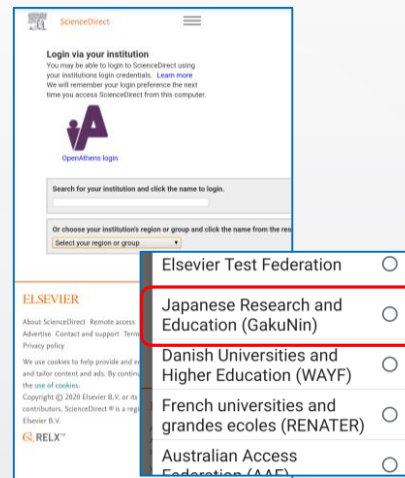 ScienceDirect
Login via your institution
You may be able to login to ScienceDirect using
your institutions login credentials. Learn more
We will remember your login preference the next
time you access ScienceDirect from this computer.
OpenAthens login
Search for your institution and click the name to login.
Or choose your institution's region or group and click the name from the res
Select your region or group
ELSEVIER
About ScienceDirect Remote access
Advertise Contact and support Term
Privacy policy
We use cookies to help provide and en
and tailor content and ads. By contin
the use of cookies.
Copyright © 2020 Elsevier B.V. or its
contributors. ScienceDirect ® is a regi
Elsevier B.V.
RELX™
Elsevier Test Federation
Japanese Research and
Education (GakuNin)
Danish Universities and
Higher Education (WAYF)
French universities and
grandes ecoles (RENATER)
Australian Access
Federation (AAF)